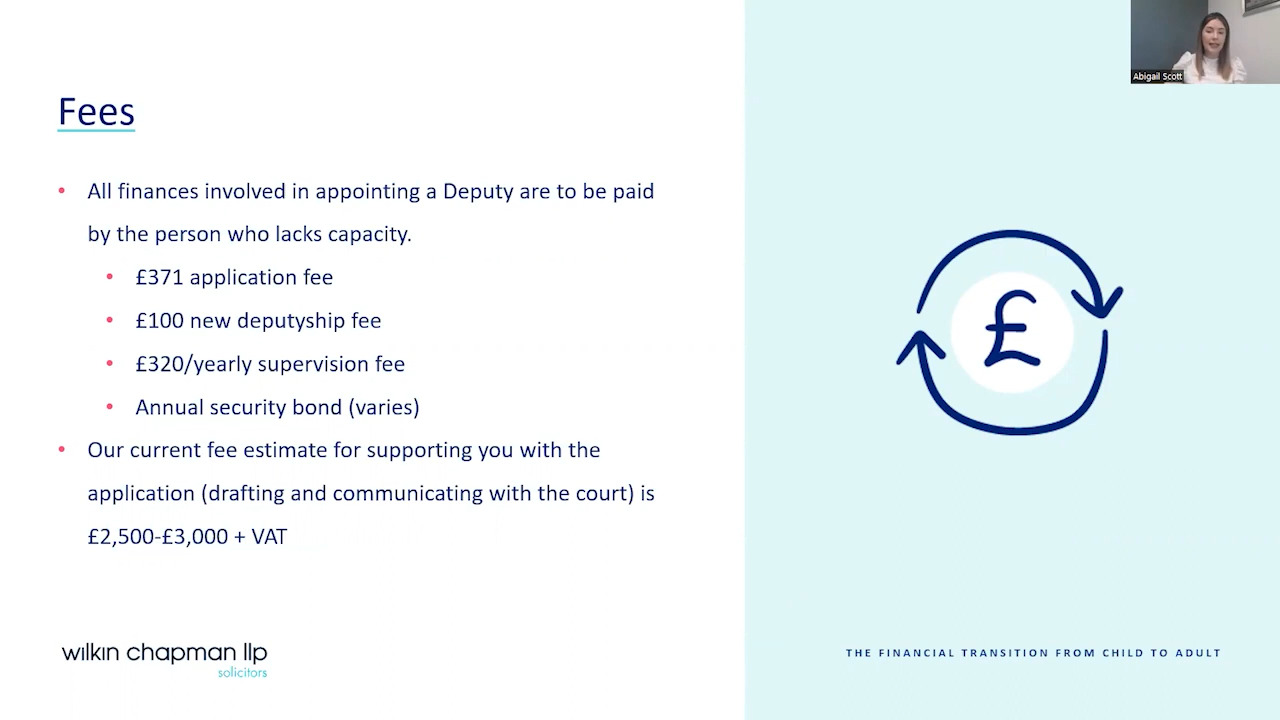 Abigail Scott
Fees
• All finances involved in appointing a Deputy are to be paid
by the person who lacks capacity.
• £371 application fee
• £100 new deputyship fee
• £320/yearly supervision fee
• Annual security bond (varies)
• Our current fee estimate for supporting you with the
application (drafting and communicating with the court) is
£2,500-£3,000 + VAT
£
wilkin chapman llp
solicitors
THE FINANCIAL TRANSITION FROM CHILD TO ADULT